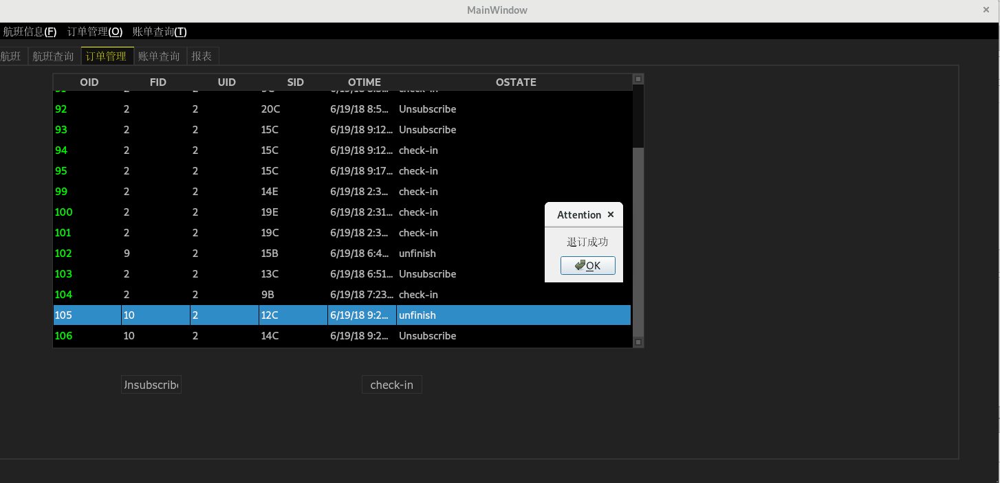 MainWindow
航班信息(F) 订单管理(O) 账单查询(T)
航班 航班查询 订单管理 账单查询 报表
OID FID UID SID OTIME OSTATE
92 2 2 20C 6/19/18 8:5... Unsubscribe
93 2 2 15C 6/19/18 9:12... Unsubscribe
94 2 2 15C 6/19/18 9:12... check-in
95 2 2 15C 6/19/18 9:17... check-in
99 2 2 14E 6/19/18 2:3... check-in
100 2 2 19E 6/19/18 2:31... check-in
101 2 2 19C 6/19/18 2:3... check-in
102 9 2 15B 6/19/18 6:4... unfinish
103 2 2 13C 6/19/18 6:51... Unsubscribe
104 2 2 9B 6/19/18 7:23... check-in
105 10 2 12C 6/19/18 9:2... unfinish
106 10 2 14C 6/19/18 9:2... Unsubscribe
Attention
退订成功
OK
Unsubscribe check-in